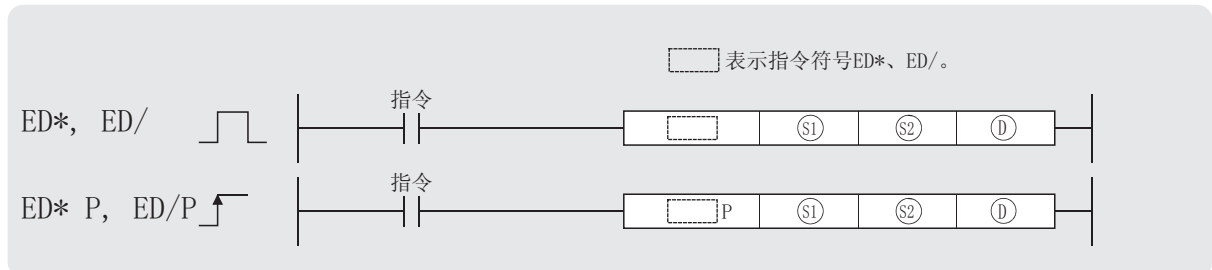 表示指令符号ED*、ED/。
指令
ED*, ED/
S1 S2 D
指令
ED* P, ED/P
P S1 S2 D